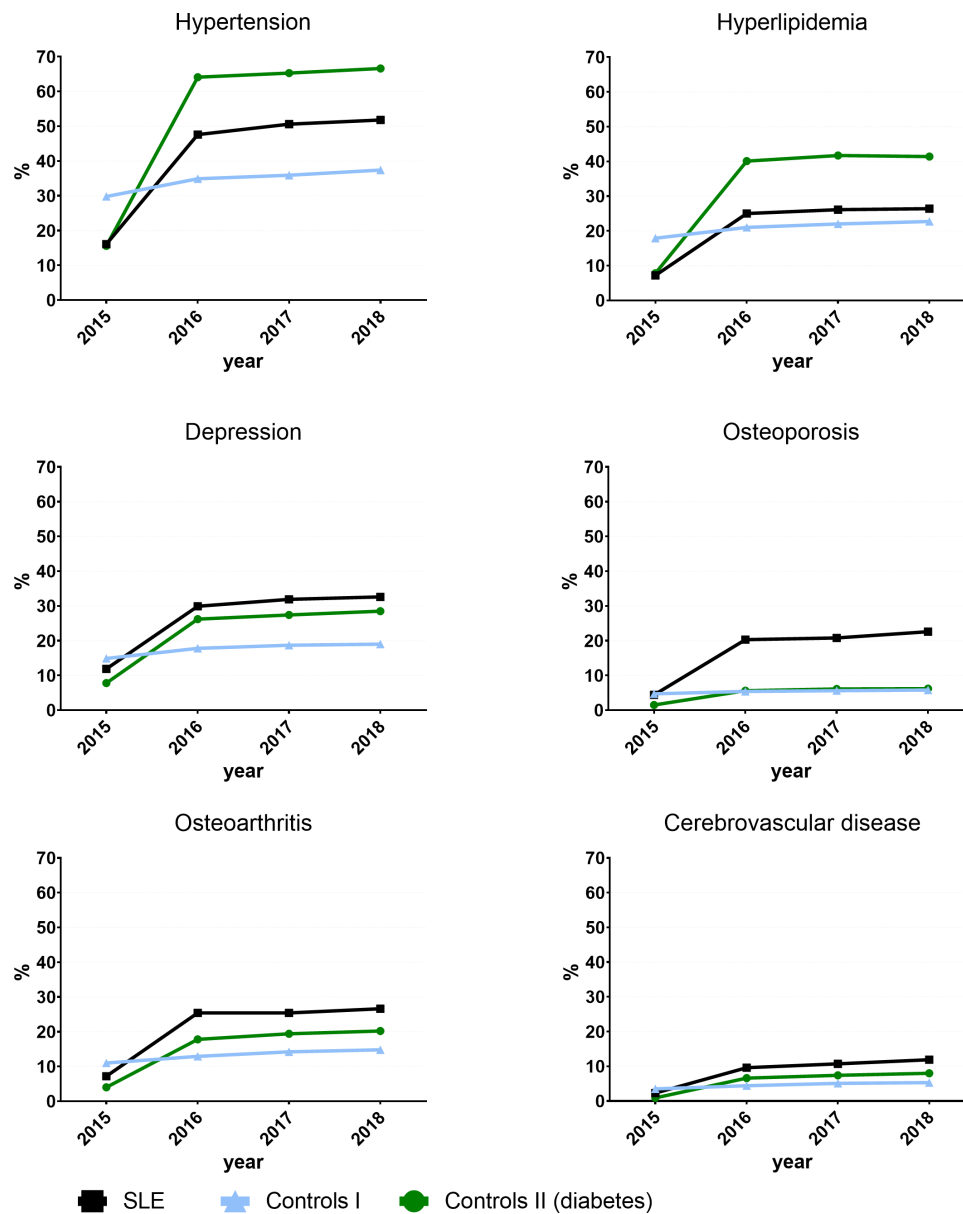 Hypertension
70
60
50
40
30
20
10
0
%
2015 2016 2017 2018
year
Hyperlipidemia
70
60
50
40
30
20
10
0
%
2015 2016 2017 2018
year
Depression
70
60
50
40
30
20
10
0
%
2015 2016 2017 2018
year
Osteoporosis
70
60
50
40
30
20
10
0
%
2015 2016 2017 2018
year
Osteoarthritis
70
60
50
40
30
20
10
0
%
2015 2016 2017 2018
year
Cerebrovascular disease
70
60
50
40
30
20
10
0
%
2015 2016 2017 2018
year
SLE Controls I Controls II (diabetes)